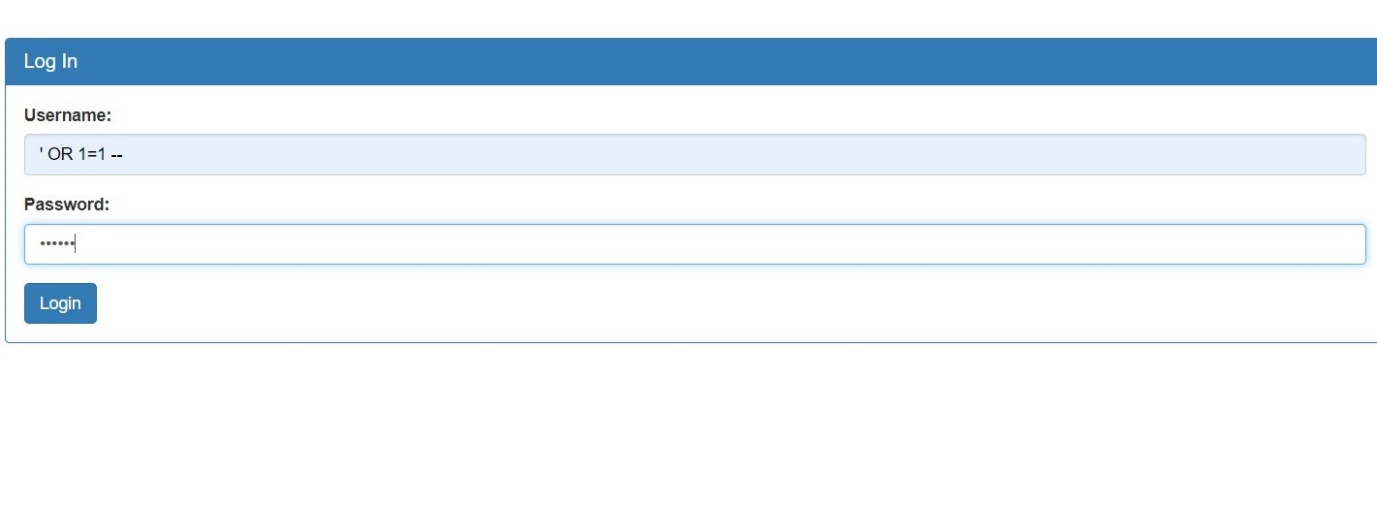 Log In
Username:
' OR 1=1 --
Password:
••••••
Login